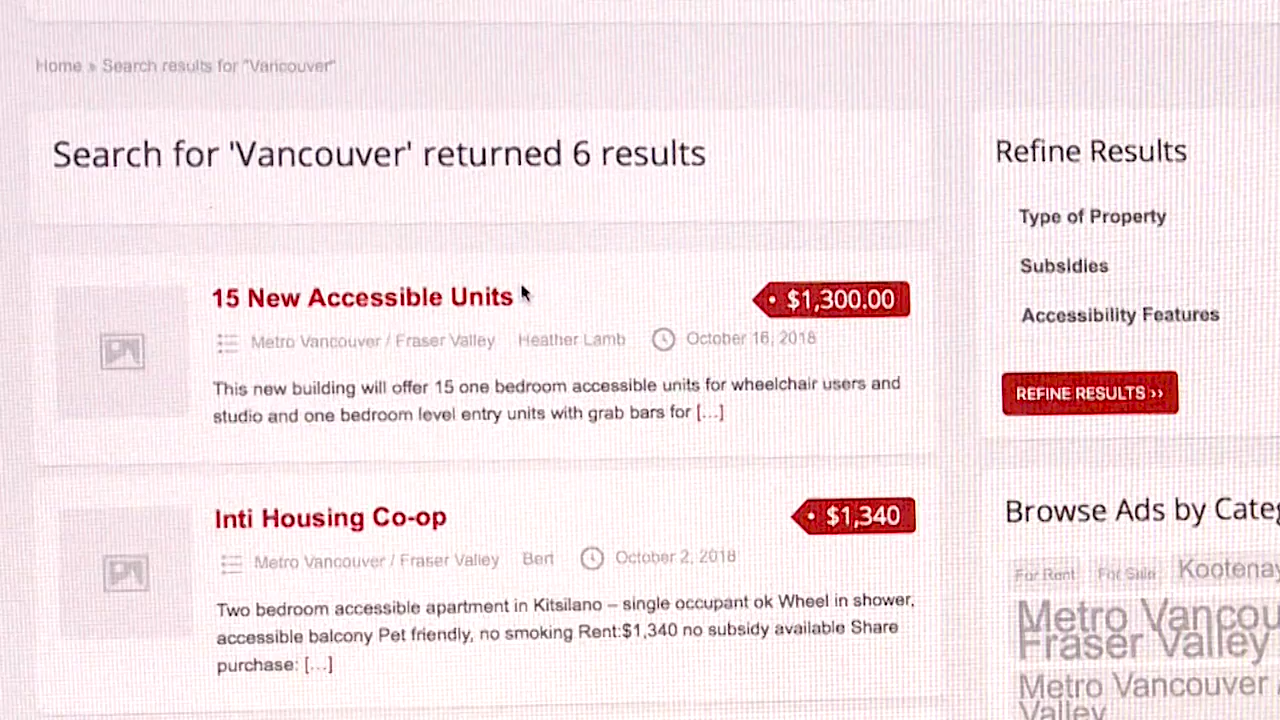 Home » Search results for "Vancouver"
Search for 'Vancouver' returned 6 results
15 New Accessible Units
$1,300.00
Metro Vancouver / Fraser Valley Heather Lamb October 16, 2018
This new building will offer 15 one bedroom accessible units for wheelchair users and
studio and one bedroom level entry units with grab bars for [...]
Inti Housing Co-op
$1,340
Metro Vancouver / Fraser Valley Bert October 2, 2018
Two bedroom accessible apartment in Kitsilano – single occupant ok Wheel in shower,
accessible balcony Pet friendly, no smoking Rent:$1,340 no subsidy available Share
purchase: [...]
Refine Results
Type of Property
Subsidies
Accessibility Features
REFINE RESULTS ››
Browse Ads by Categ
For Rent For Sale Kootenay
Metro Vancou
Fraser Valley
Metro Vancouver
Valley